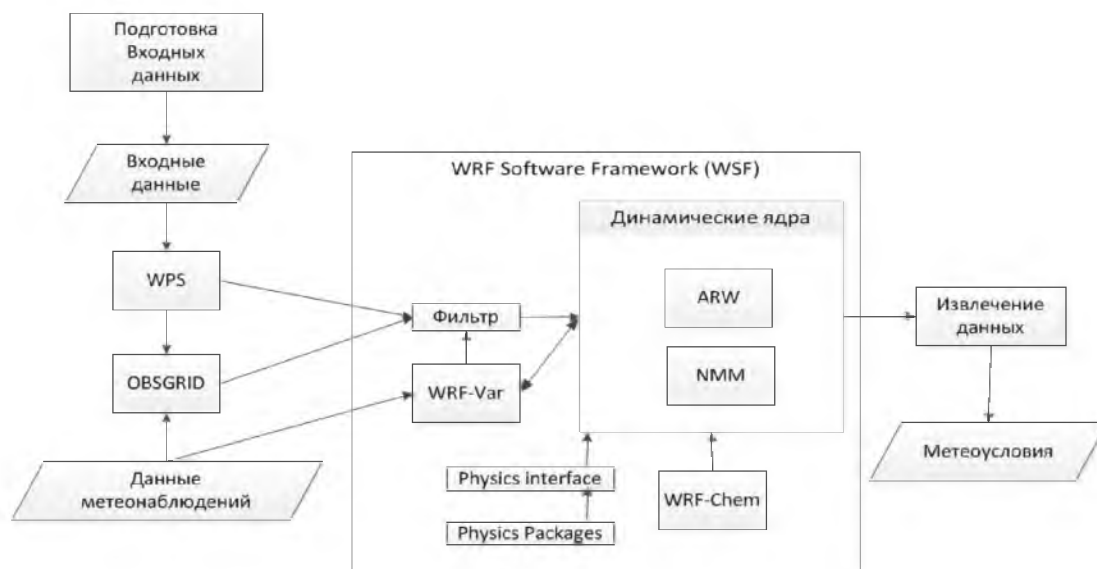 Подготовка
Входных
данных
Входные
данные
WPS
OBSGRID
Данные
метеонаблюдений
WRF Software Framework (WSF)
Динамические ядра
ARW
NMM
Фильтр
WRF-Var
Physics interface
Physics Packages
WRF-Chem
Извлечение
данных
Метеоусловия